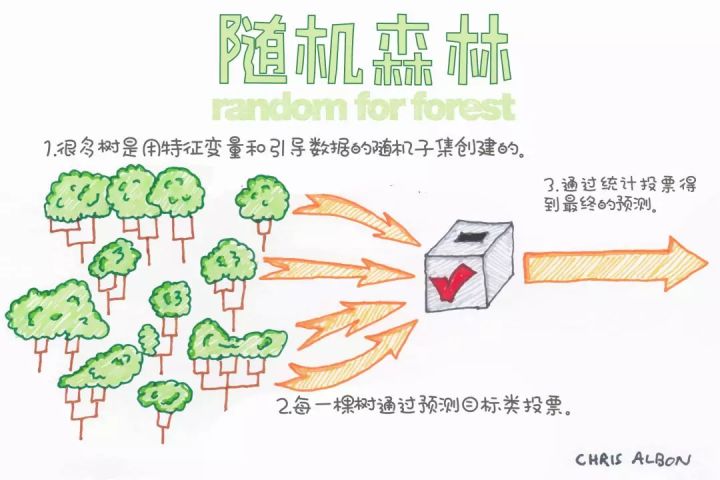 随机森林
random for forest
1.很多树是用特征变量和引导数据的随机子集创建的。
3.通过统计投票得
到最终的预测。
2.每一棵树通过预测目标类投票。
CHRIS ALBON